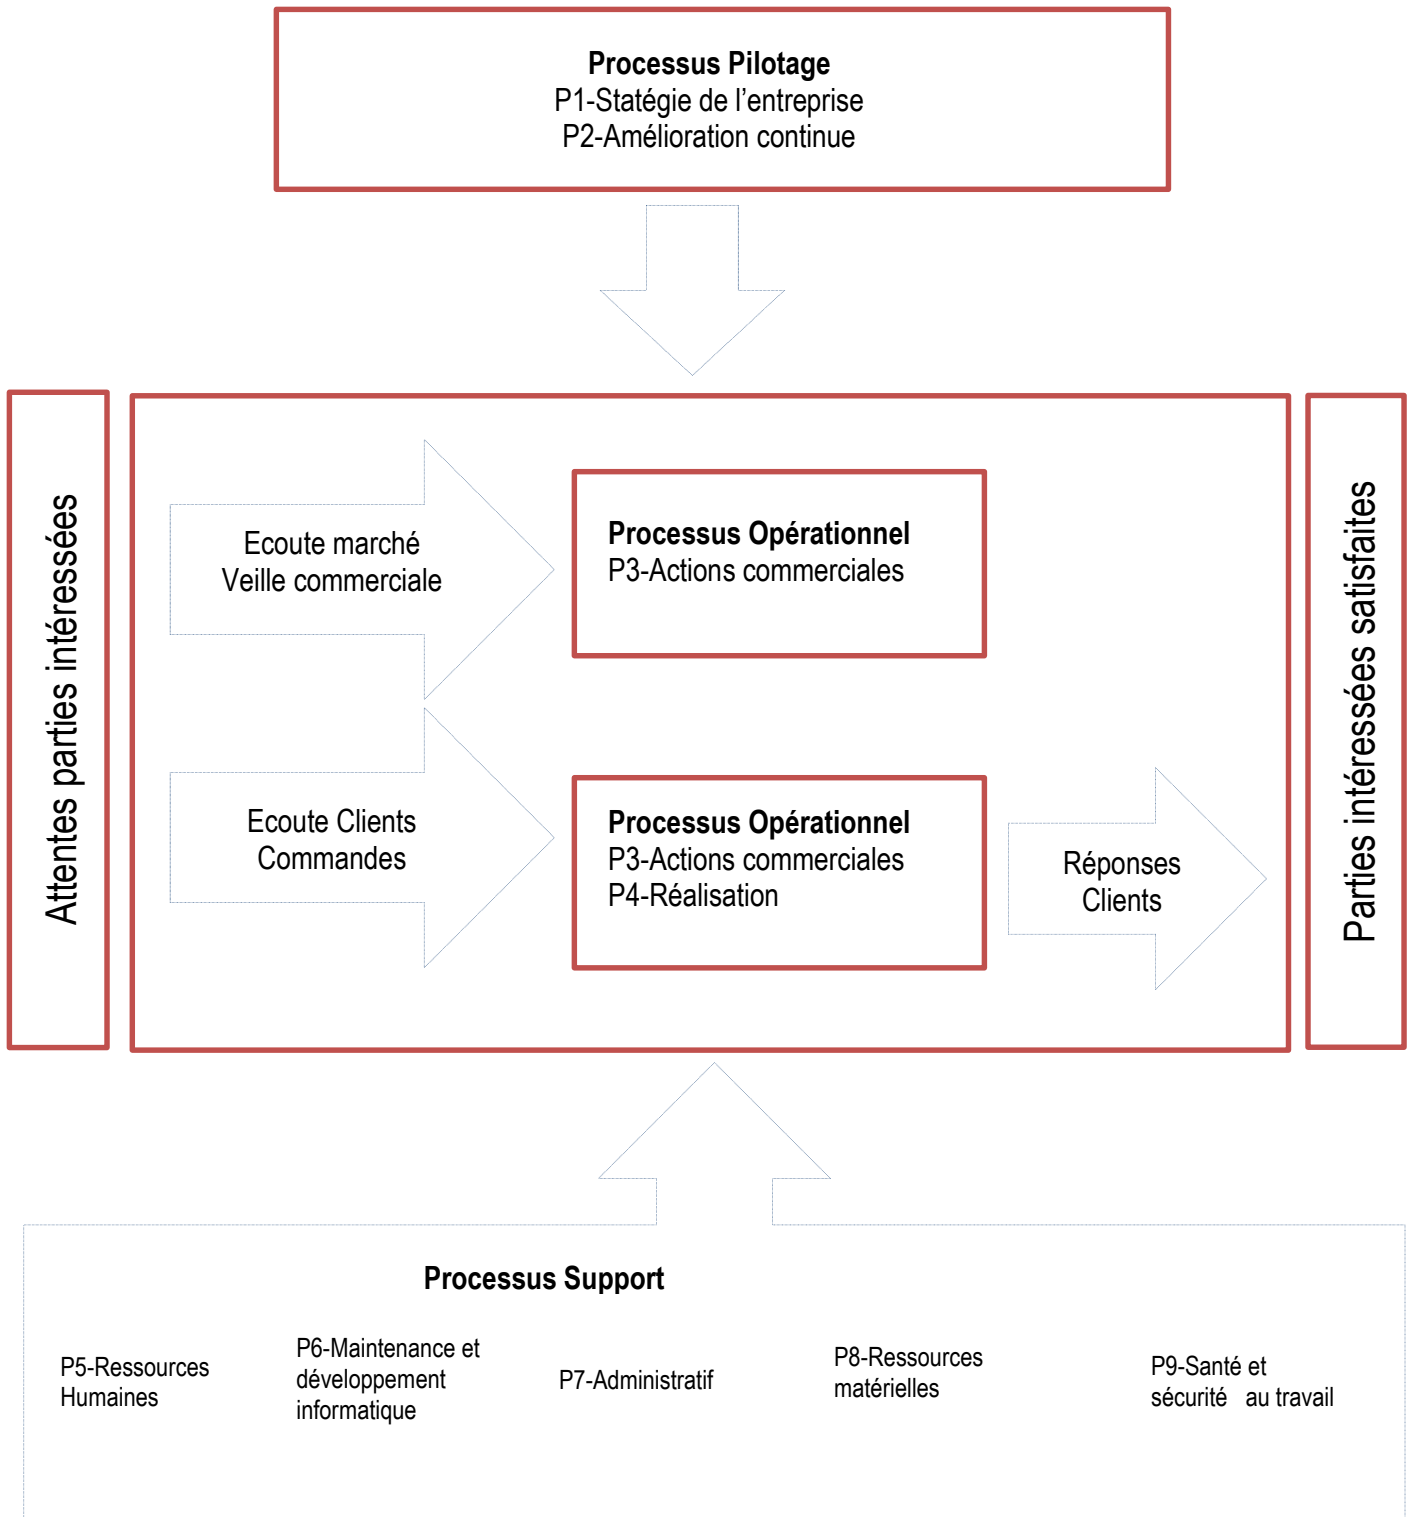 Processus Pilotage
P1-Statégie de l’entreprise
P2-Amélioration continue
Attentes parties intéressées
Ecoute marché
Veille commerciale
Processus Opérationnel
P3-Actions commerciales
Ecoute Clients
Commandes
Processus Opérationnel
P3-Actions commerciales
P4-Réalisation
Réponses
Clients
Parties intéressées satisfaites
Processus Support
P5-Ressources
Humaines
P6-Maintenance et
développement
informatique
P7-Administratif
P8-Ressources
matérielles
P9-Santé et
sécurité au travail